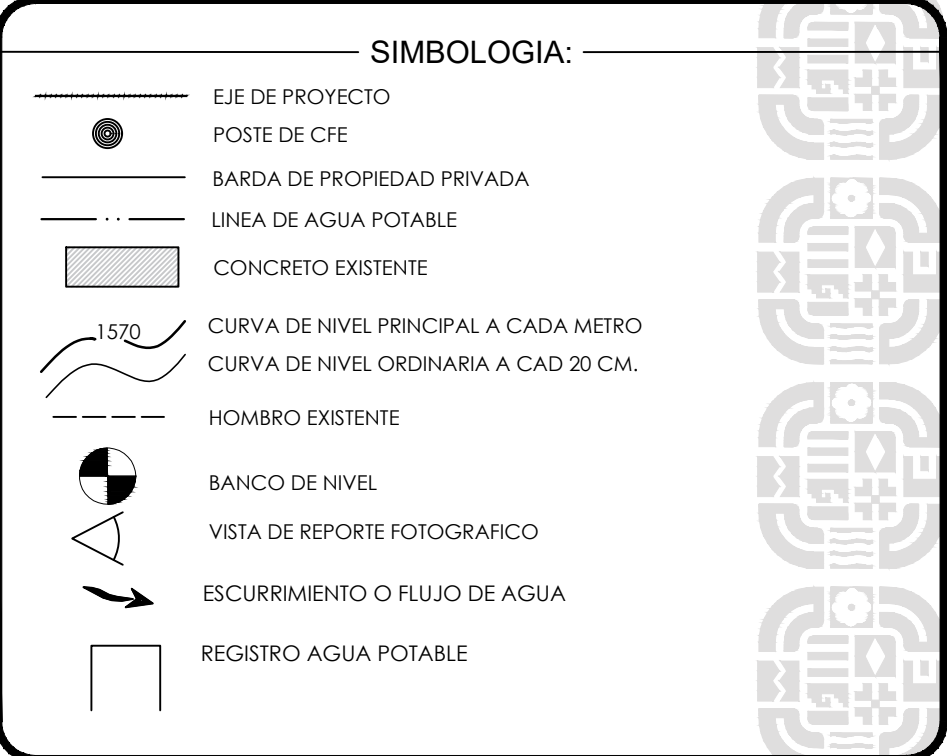 SIMBOLOGIA:
EJE DE PROYECTO
POSTE DE CFE
BARDA DE PROPIEDAD PRIVADA
LINEA DE AGUA POTABLE
CONCRETO EXISTENTE
1570
CURVA DE NIVEL PRINCIPAL A CADA METRO
CURVA DE NIVEL ORDINARIA A CAD 20 CM.
HOMBRO EXISTENTE
BANCO DE NIVEL
VISTA DE REPORTE FOTOGRAFICO
ESCURRIMIENTO O FLUJO DE AGUA
REGISTRO AGUA POTABLE